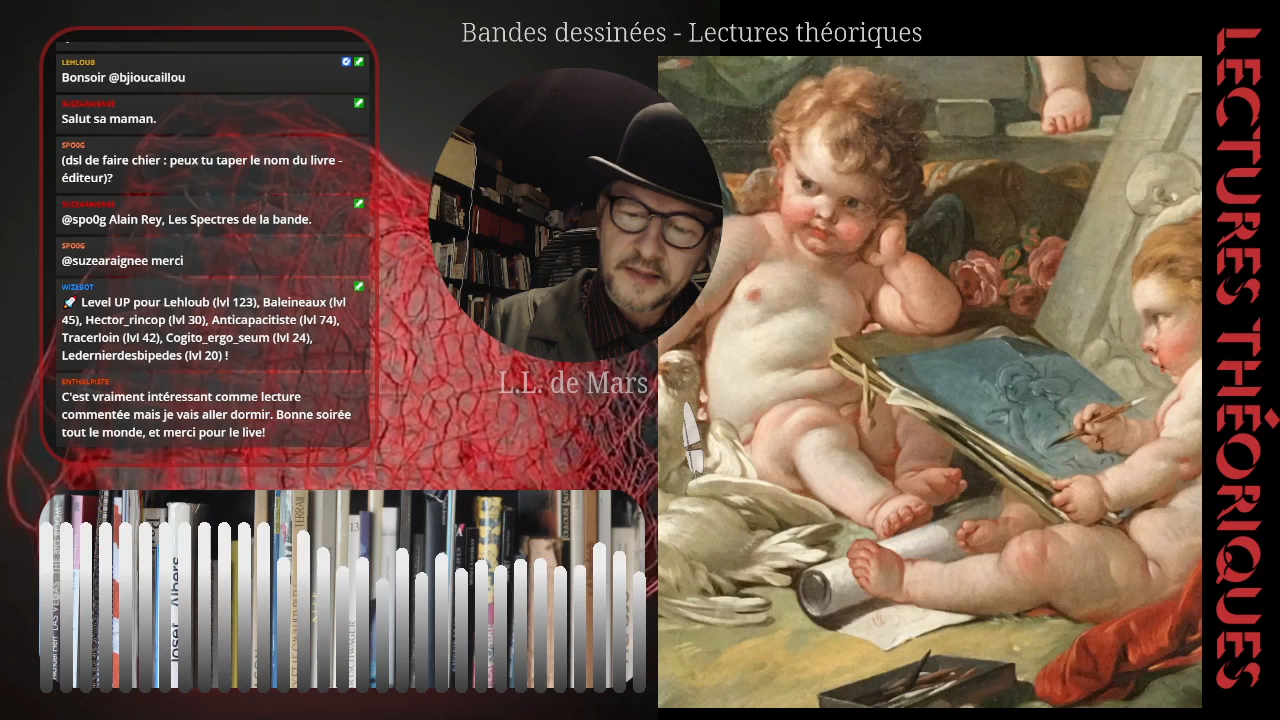 Bandes dessinées - Lectures théoriques
LEHLOUB
Bonsoir @bjioucaillou
SUZEARAIGNEE
Salut sa maman.
SPO0G
(dsl de faire chier : peux tu taper le nom du livre -
éditeur)?
SUZEARAIGNEE
@spo0g Alain Rey, Les Spectres de la bande.
SPO0G
@suzearaignee merci
WIZEBOT
🚀 Level UP pour Lehloub (lvl 123), Baleineaux (lvl
45), Hector_rincop (lvl 30), Anticapacitiste (lvl 74),
Tracerloin (lvl 42), Cogito_ergo_seum (lvl 24),
Ledernierdesbipedes (lvl 20) !
ENTHALPISTE
C'est vraiment intéressant comme lecture
commentée mais je vais aller dormir. Bonne soirée
tout le monde, et merci pour le live!
L.L. de Mars
Josef Albers
LECTURES THÉORIQUES